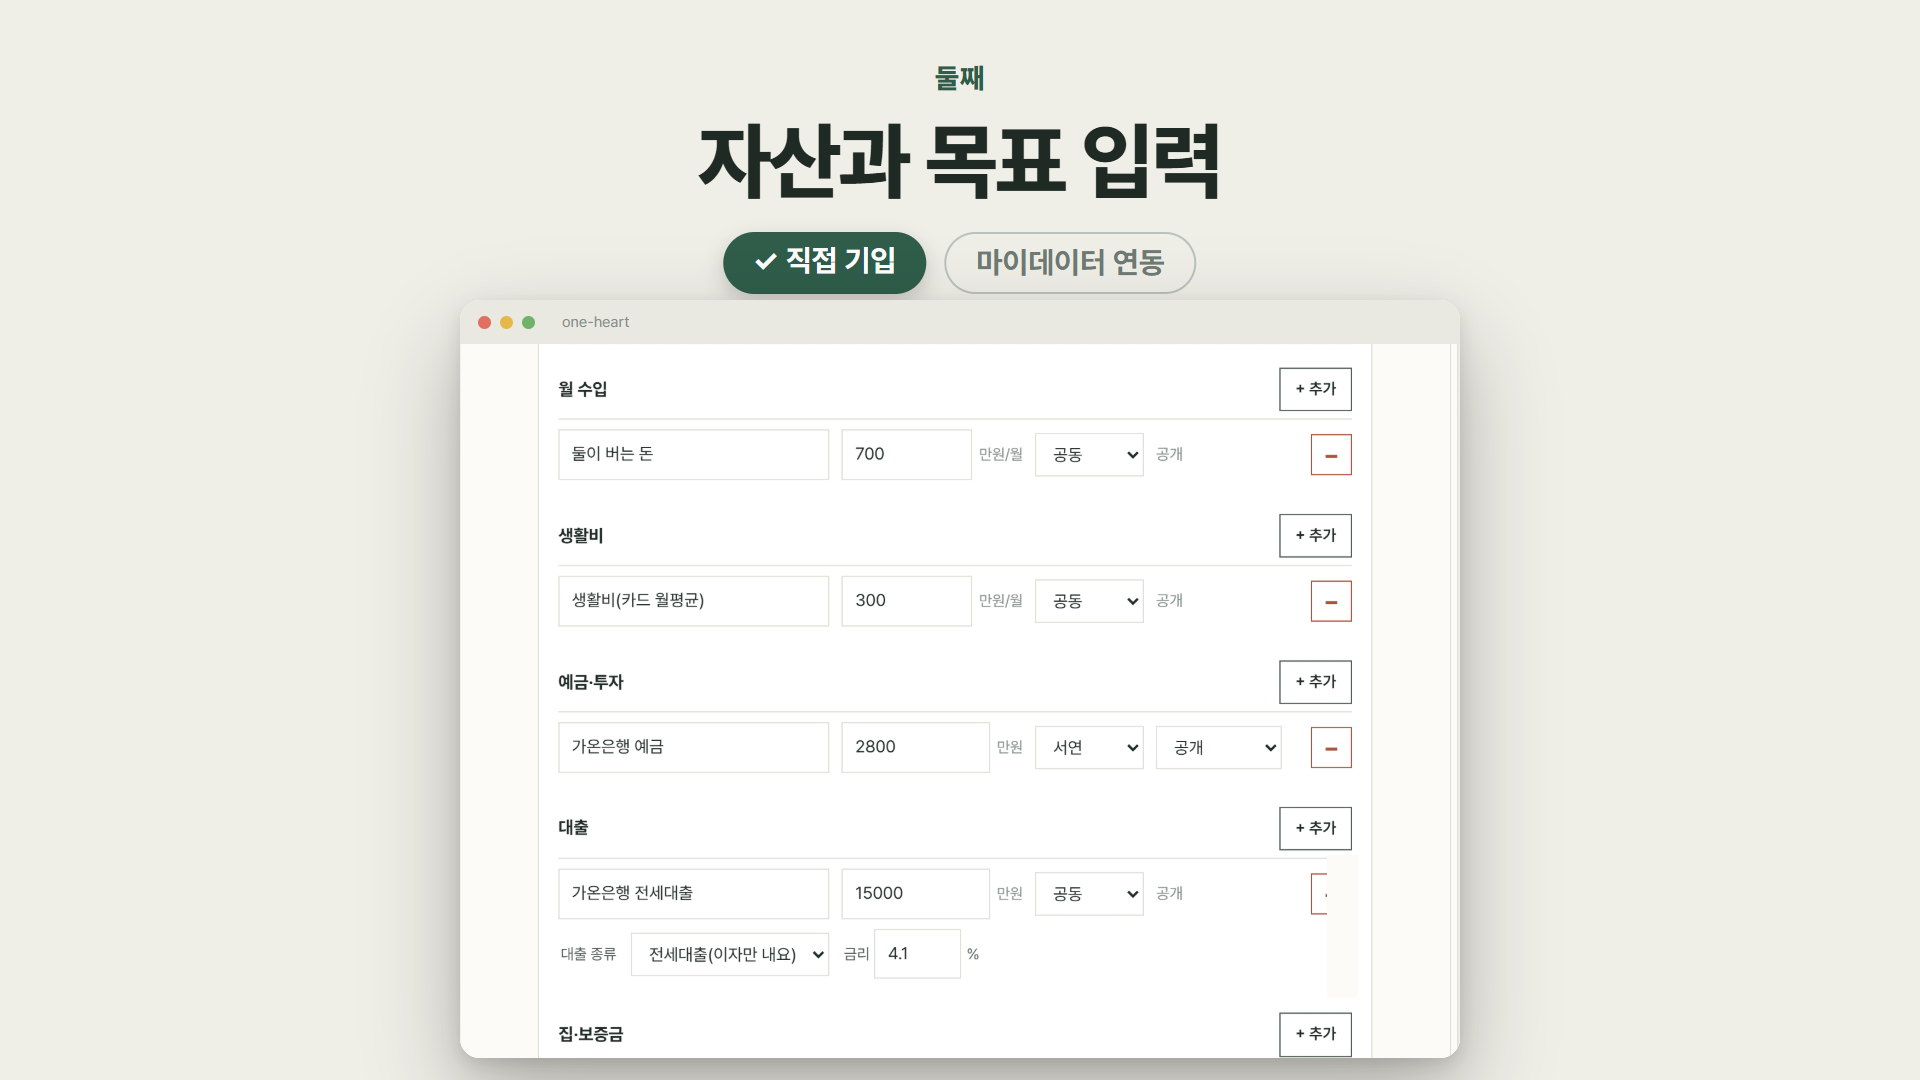 둘째
자산과 목표 입력
✓ 직접 기입 마이데이터 연동
one-heart
월 수입 + 추가
둘이 버는 돈 700 만원/월 공동 공개 −
생활비 + 추가
생활비(카드 월평균) 300 만원/월 공동 공개 −
예금·투자 + 추가
가온은행 예금 2800 만원 서연 공개 −
대출 + 추가
가온은행 전세대출 15000 만원 공동 공개
대출 종류 전세대출(이자만 내요) 금리 4.1 %
집·보증금 + 추가